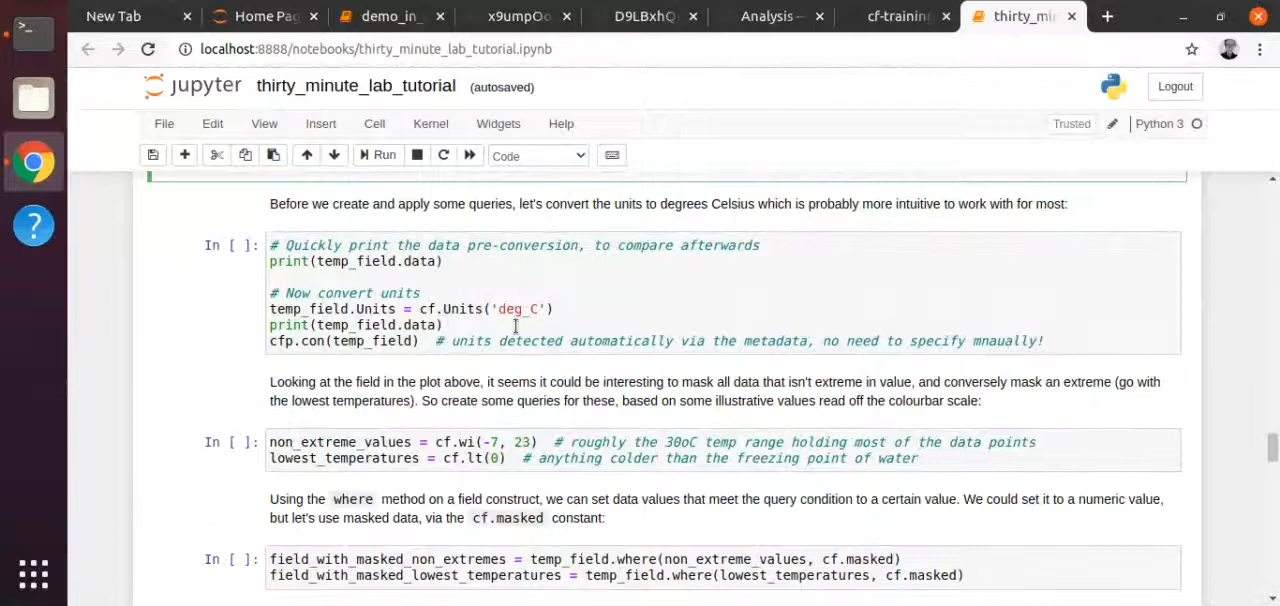 New Tab
Home Pag
demo_in_
x9umpOo
D9LBxhQ
Analysis
cf-training
thirty_min
localhost:8888/notebooks/thirty_minute_lab_tutorial.ipynb
jupyter thirty_minute_lab_tutorial (autosaved)
Logout
File Edit View Insert Cell Kernel Widgets Help
Trusted
Python 3
Run
Code
Before we create and apply some queries, let's convert the units to degrees Celsius which is probably more intuitive to work with for most:
In [ ]: # Quickly print the data pre-conversion, to compare afterwards
print(temp_field.data)
# Now convert units
temp_field.Units = cf.Units('deg_C')
print(temp_field.data)
cfp.con(temp_field)  # units detected automatically via the metadata, no need to specify mnaually!
Looking at the field in the plot above, it seems it could be interesting to mask all data that isn't extreme in value, and conversely mask an extreme (go with
the lowest temperatures). So create some queries for these, based on some illustrative values read off the colourbar scale:
In [ ]: non_extreme_values = cf.wi(-7, 23)  # roughly the 30oC temp range holding most of the data points
lowest_temperatures = cf.lt(0)  # anything colder than the freezing point of water
Using the where method on a field construct, we can set data values that meet the query condition to a certain value. We could set it to a numeric value,
but let's use masked data, via the cf.masked constant:
In [ ]: field_with_masked_non_extremes = temp_field.where(non_extreme_values, cf.masked)
field_with_masked_lowest_temperatures = temp_field.where(lowest_temperatures, cf.masked)